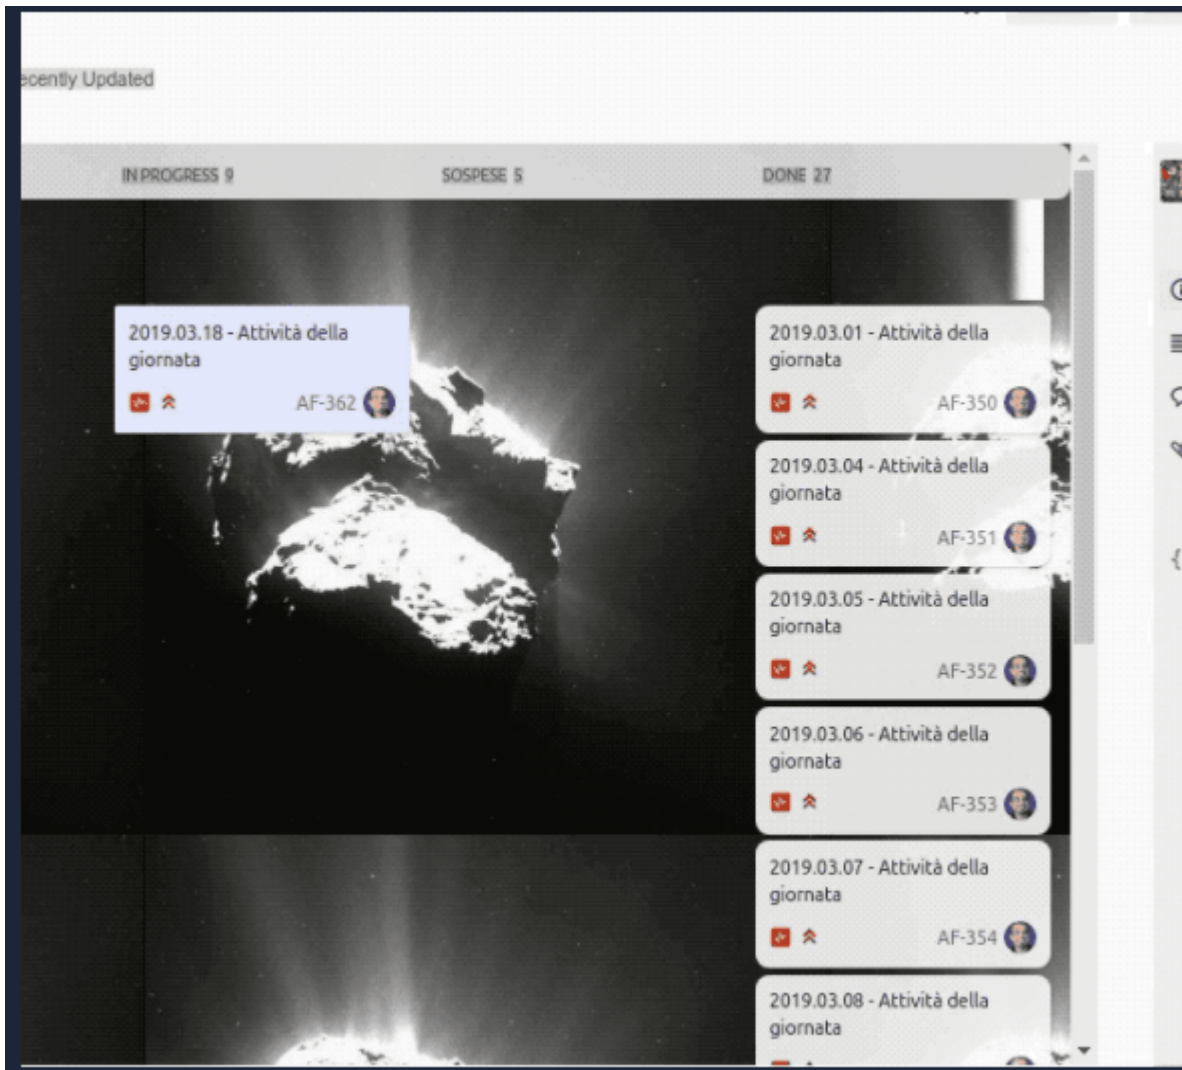 ecently Updated
IN PROGRESS 9
SOSPESE 5
DONE 27
2019.03.18 - Attività della
giornata
AF-362
2019.03.01 - Attività della
giornata
AF-350
2019.03.04 - Attività della
giornata
AF-351
2019.03.05 - Attività della
giornata
AF-352
2019.03.06 - Attività della
giornata
AF-353
2019.03.07 - Attività della
giornata
AF-354
2019.03.08 - Attività della
giornata